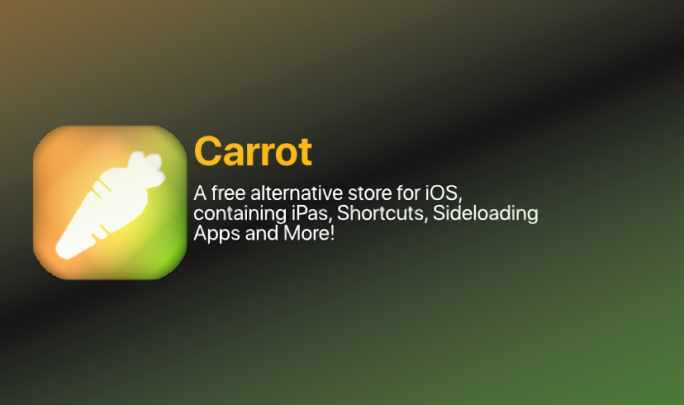 Carrot
A free alternative store for iOS,
containing iPas, Shortcuts, Sideloading
Apps and More!